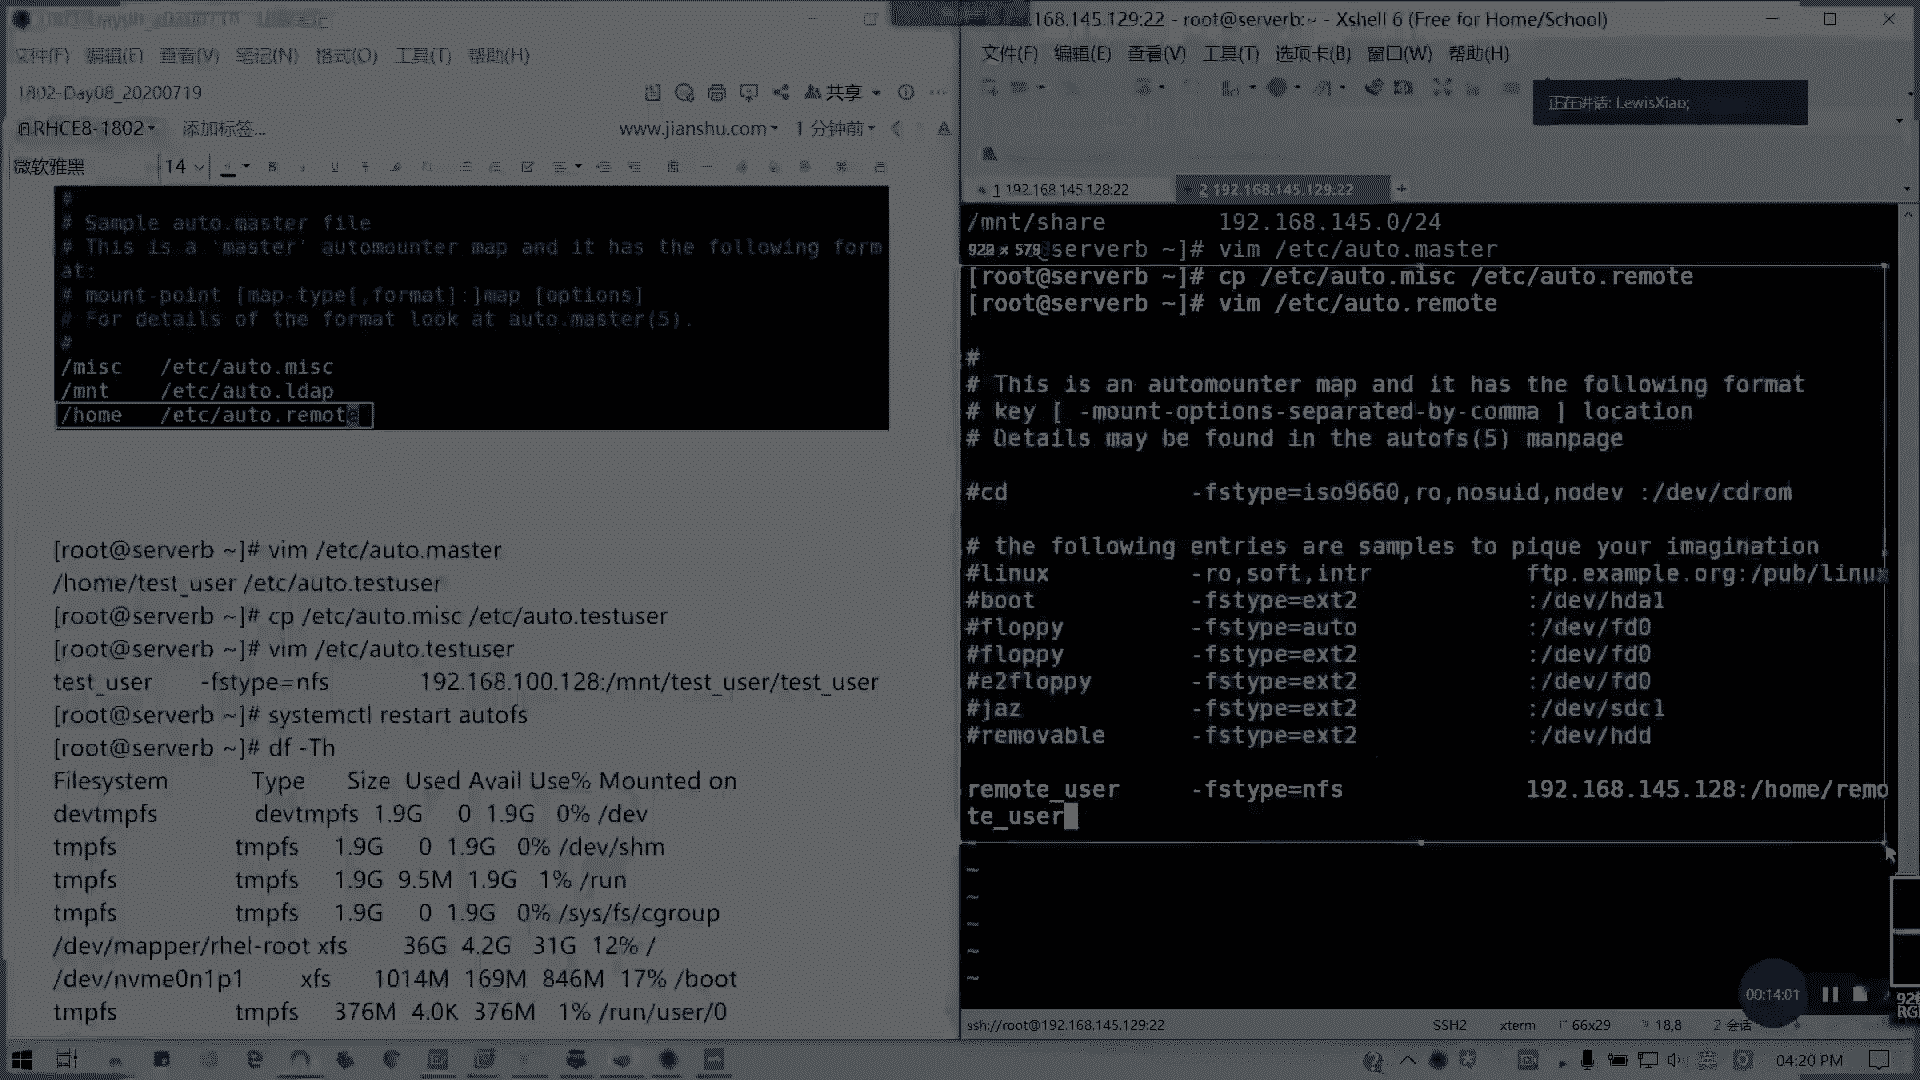 文件(F) 编辑(E) 查看(V) 笔记(N) 格式(O) 工具(T) 帮助(H)
1802-Day08_20200719
共享
RHCE8-1802 添加标签...
www.jianshu.com 1 分钟前
微软雅黑 14
#
# Sample auto.master file
# This is a 'master' automounter map and it has the following form
at:
# mount-point [map-type[,format]:]map [options]
# For details of the format look at auto.master(5).
#
/misc /etc/auto.misc
/mnt /etc/auto.ldap
/home /etc/auto.remote
[root@serverb ~]# vim /etc/auto.master
/home/test_user /etc/auto.testuser
[root@serverb ~]# cp /etc/auto.misc /etc/auto.testuser
[root@serverb ~]# vim /etc/auto.testuser
test_user -fstype=nfs 192.168.100.128:/mnt/test_user/test_user
[root@serverb ~]# systemctl restart autofs
[root@serverb ~]# df -Th
Filesystem Type Size Used Avail Use% Mounted on
devtmpfs devtmpfs 1.9G 0 1.9G 0% /dev
tmpfs tmpfs 1.9G 0 1.9G 0% /dev/shm
tmpfs tmpfs 1.9G 9.5M 1.9G 1% /run
tmpfs tmpfs 1.9G 0 1.9G 0% /sys/fs/cgroup
/dev/mapper/rhel-root xfs 36G 4.2G 31G 12% /
/dev/nvme0n1p1 xfs 1014M 169M 846M 17% /boot
tmpfs tmpfs 376M 4.0K 376M 1% /run/user/0
.168.145.129:22 - root@serverb:~ - Xshell 6 (Free for Home/School)
文件(F) 编辑(E) 查看(V) 工具(T) 选项卡(B) 窗口(W) 帮助(H)
正在讲话: LewisXiao;
1 192.168.145.128:22 2 192.168.145.129:22 +
/mnt/share 192.168.145.0/24
@serverb ~]# vim /etc/auto.master
[root@serverb ~]# cp /etc/auto.misc /etc/auto.remote
[root@serverb ~]# vim /etc/auto.remote
#
# This is an automounter map and it has the following format
# key [ -mount-options-separated-by-comma ] location
# Details may be found in the autofs(5) manpage
#cd -fstype=iso9660,ro,nosuid,nodev :/dev/cdrom
# the following entries are samples to pique your imagination
#linux -ro,soft,intr ftp.example.org:/pub/linux
#boot -fstype=ext2 :/dev/hda1
#floppy -fstype=auto :/dev/fd0
#floppy -fstype=ext2 :/dev/fd0
#e2floppy -fstype=ext2 :/dev/fd0
#jaz -fstype=ext2 :/dev/sdc1
#removable -fstype=ext2 :/dev/hdd
remote_user -fstype=nfs 192.168.145.128:/home/remo
te_user
~
~
~
~
~
~
00:14:01
ssh://root@192.168.145.129:22 SSH2 xterm 66x29 18,8 2 会话
04:20 PM